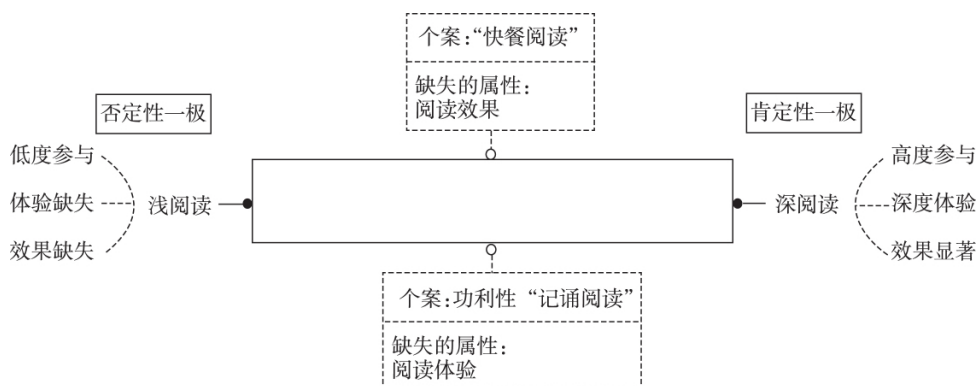 个案:“快餐阅读”
缺失的属性:
阅读效果
否定性一极
肯定性一极
低度参与
体验缺失
效果缺失
浅阅读
深阅读
高度参与
深度体验
效果显著
个案:功利性“记诵阅读”
缺失的属性:
阅读体验